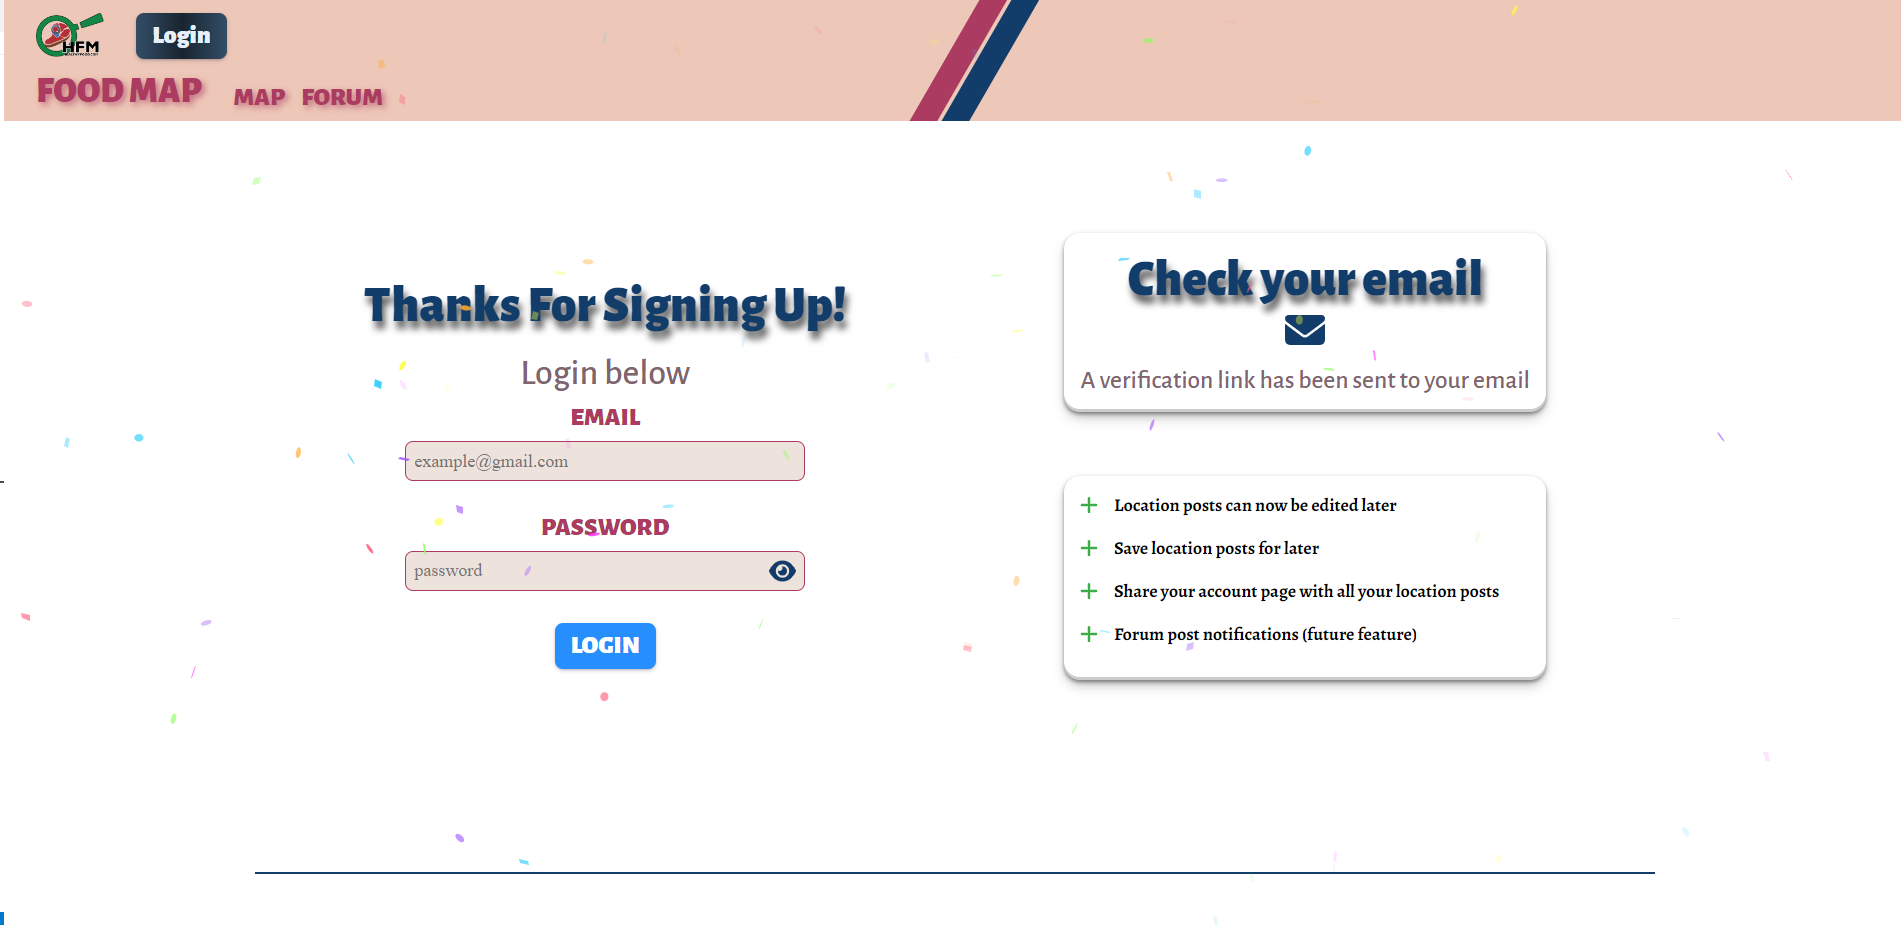 HFM
Login
FOOD MAP
MAP
FORUM
Thanks For Signing Up!
Login below
EMAIL
example@gmail.com
PASSWORD
password
LOGIN
Check your email
A verification link has been sent to your email
Location posts can now be edited later
Save location posts for later
Share your account page with all your location posts
Forum post notifications (future feature)